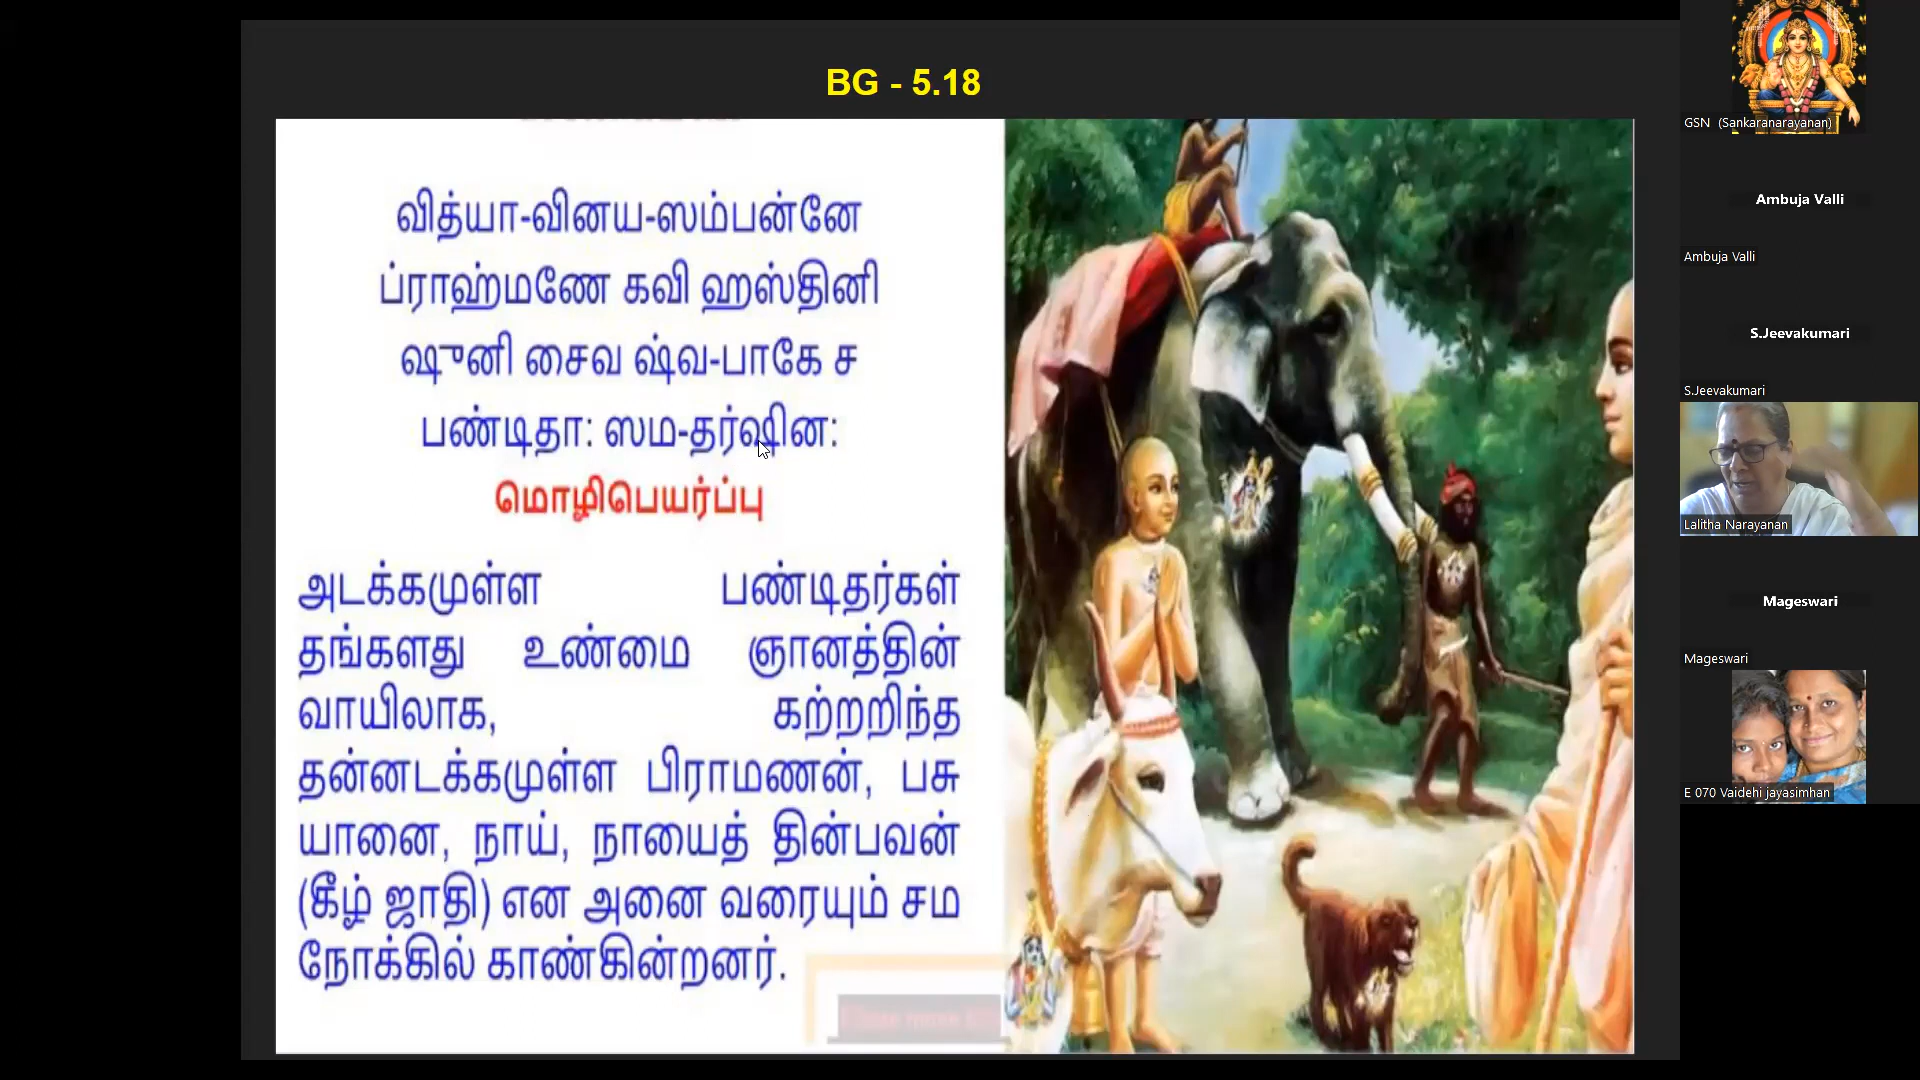 BG - 5.18
வித்யா-வினய-ஸம்பன்னே
ப்ராஹ்மணே கவி ஹஸ்தினி
ஷுனி சைவ ஷ்வ-பாகே ச
பண்டிதா: ஸம-தர்ஷின:
மொழிபெயர்ப்பு
அடக்கமுள்ள பண்டிதர்கள்
தங்களது உண்மை ஞானத்தின்
வாயிலாக, கற்றறிந்த
தன்னடக்கமுள்ள பிராமணன், பசு
யானை, நாய், நாயைத் தின்பவன்
(கீழ் ஜாதி) என அனை வரையும் சம
நோக்கில் காண்கின்றனர்.
GSN (Sankaranarayanan)
Ambuja Valli
Ambuja Valli
S.Jeevakumari
S.Jeevakumari
Lalitha Narayanan
Mageswari
Mageswari
E 070 Vaidehi jayasimhan